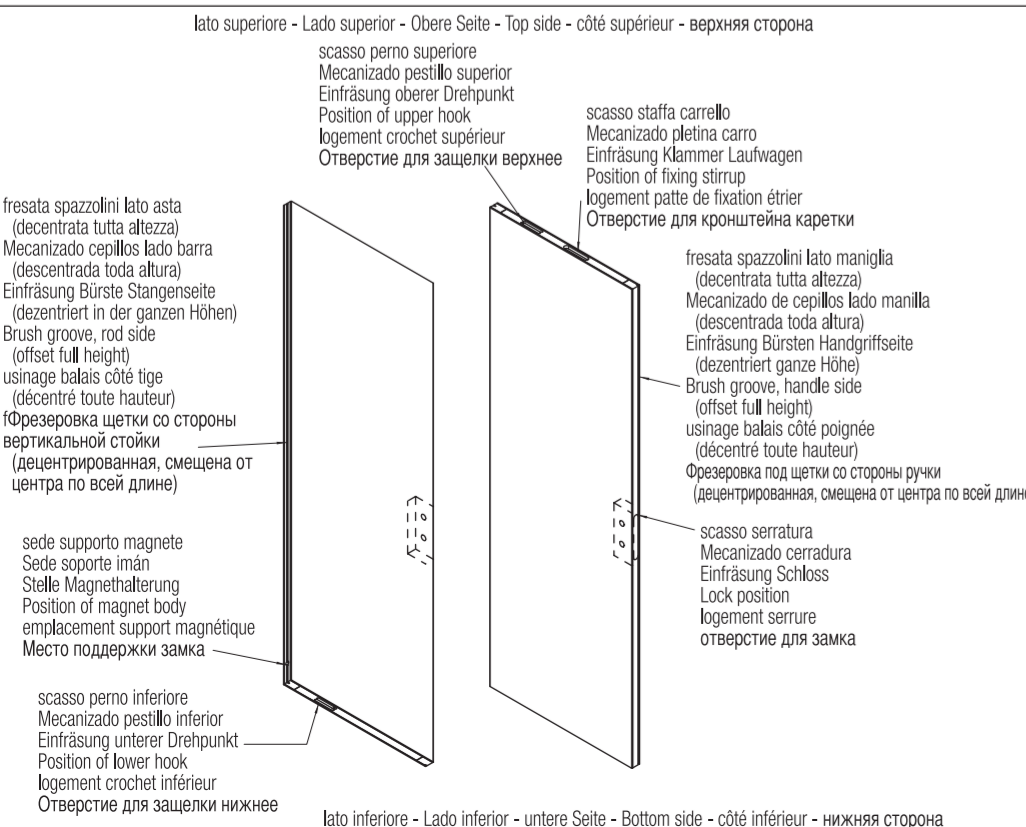 lato superiore - Lado superior - Obere Seite - Top side - côté supérieur - верхняя сторона
scasso perno superiore
Mecanizado pestillo superior
Einfräsung oberer Drehpunkt
Position of upper hook
logement crochet supérieur
Отверстие для защелки верхнее
scasso staffa carrello
Mecanizado pletina carro
Einfräsung Klammer Laufwagen
Position of fixing stirrup
logement patte de fixation étrier
Отверстие для кронштейна каретки
fresata spazzolini lato asta
(decentrata tutta altezza)
Mecanizado cepillos lado barra
(descentrada toda altura)
Einfräsung Bürste Stangenseite
(dezentriert in der ganzen Höhen)
Brush groove, rod side
(offset full height)
usinage balais côté tige
(décentré toute hauteur)
fФрезеровка щетки со стороны
вертикальной стойки
(децентрированная, смещена от
центра по всей длине)
fresata spazzolini lato maniglia
(decentrata tutta altezza)
Mecanizado de cepillos lado manilla
(descentrada toda altura)
Einfräsung Bürsten Handgriffseite
(dezentriert ganze Höhe)
Brush groove, handle side
(offset full height)
usinage balais côté poignée
(décentré toute hauteur)
Фрезеровка под щетки со стороны ручки
(децентрированная, смещена от центра по всей длине
sede supporto magnete
Sede soporte imán
Stelle Magnethalterung
Position of magnet body
emplacement support magnétique
Место поддержки замка
scasso serratura
Mecanizado cerradura
Einfräsung Schloss
Lock position
logement serrure
отверстие для замка
scasso perno inferiore
Mecanizado pestillo inferior
Einfräsung unterer Drehpunkt
Position of lower hook
logement crochet inférieur
Отверстие для защелки нижнее
lato inferiore - Lado inferior - untere Seite - Bottom side - côté inférieur - нижняя сторона